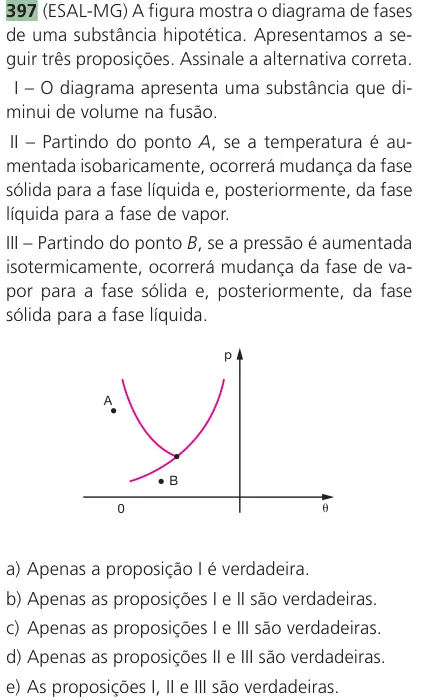 397 (ESAL-MG) A figura mostra o diagrama de fases
de uma substância hipotética. Apresentamos a se-
guir três proposições. Assinale a alternativa correta.
I – O diagrama apresenta uma substância que di-
minui de volume na fusão.
II – Partindo do ponto A, se a temperatura é au-
mentada isobaricamente, ocorrerá mudança da fase
sólida para a fase líquida e, posteriormente, da fase
líquida para a fase de vapor.
III – Partindo do ponto B, se a pressão é aumentada
isotermicamente, ocorrerá mudança da fase de va-
por para a fase sólida e, posteriormente, da fase
sólida para a fase líquida.
p
A
B
0
θ
a) Apenas a proposição I é verdadeira.
b) Apenas as proposições I e II são verdadeiras.
c) Apenas as proposições I e III são verdadeiras.
d) Apenas as proposições II e III são verdadeiras.
e) As proposições I, II e III são verdadeiras.